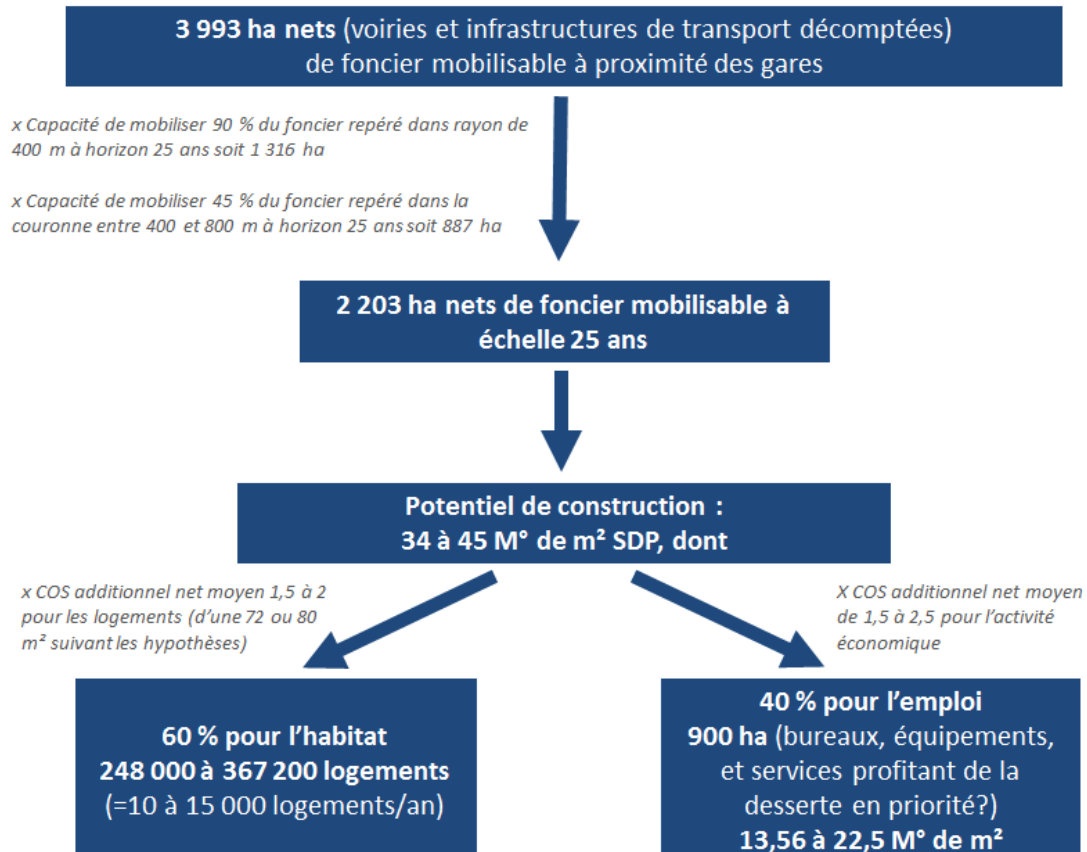 3 993 ha nets (voiries et infrastructures de transport décomptées)
de foncier mobilisable à proximité des gares
x Capacité de mobiliser 90 % du foncier repéré dans rayon de
400 m à horizon 25 ans soit 1 316 ha
x Capacité de mobiliser 45 % du foncier repéré dans la
couronne entre 400 et 800 m à horizon 25 ans soit 887 ha
2 203 ha nets de foncier mobilisable à
échelle 25 ans
Potentiel de construction :
34 à 45 M° de m² SDP, dont
x COS additionnel net moyen 1,5 à 2
pour les logements (d'une 72 ou 80
m² suivant les hypothèses)
X COS additionnel net moyen
de 1,5 à 2,5 pour l'activité
économique
60 % pour l'habitat
248 000 à 367 200 logements
(=10 à 15 000 logements/an)
40 % pour l'emploi
900 ha (bureaux, équipements,
et services profitant de la
desserte en priorité?)
13,56 à 22,5 M° de m²